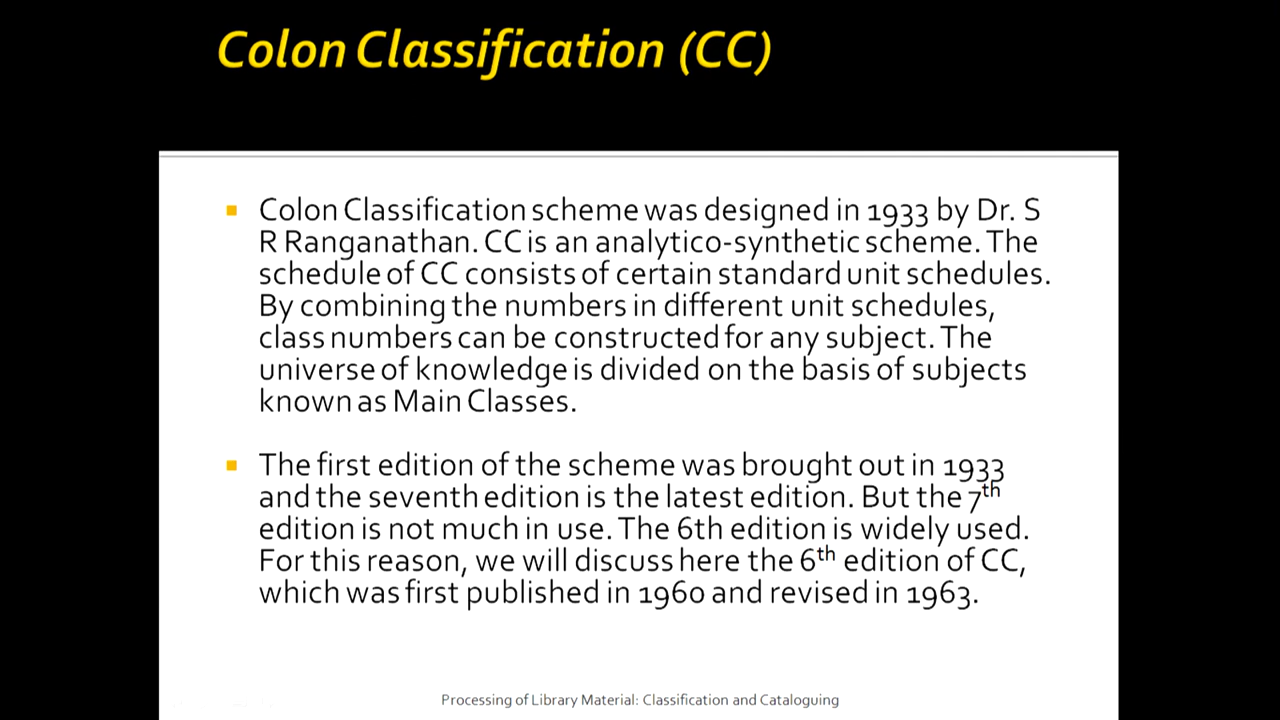 Colon Classification (CC)
Colon Classification scheme was designed in 1933 by Dr. S
R Ranganathan. CC is an analytico-synthetic scheme. The
schedule of CC consists of certain standard unit schedules.
By combining the numbers in different unit schedules,
class numbers can be constructed for any subject. The
universe of knowledge is divided on the basis of subjects
known as Main Classes.
The first edition of the scheme was brought out in 1933
and the seventh edition is the latest edition. But the 7th
edition is not much in use. The 6th edition is widely used.
For this reason, we will discuss here the 6th edition of CC,
which was first published in 1960 and revised in 1963.
Processing of Library Material: Classification and Cataloguing